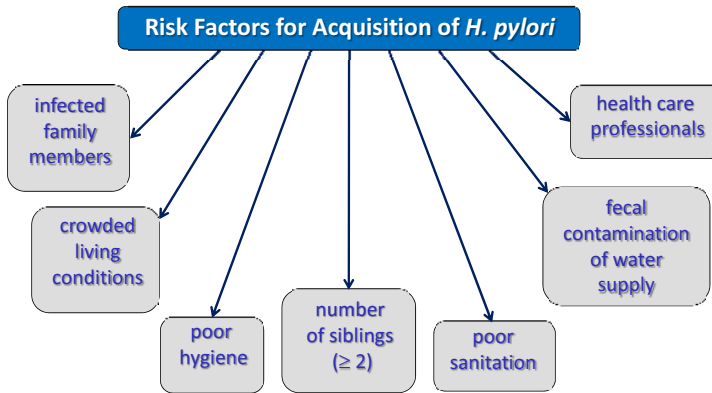 Risk Factors for Acquisition of H. pylori
infected
family
members
health care
professionals
crowded
living
conditions
fecal
contamination
of water
supply
poor
hygiene
number
of siblings
(≥ 2)
poor
sanitation